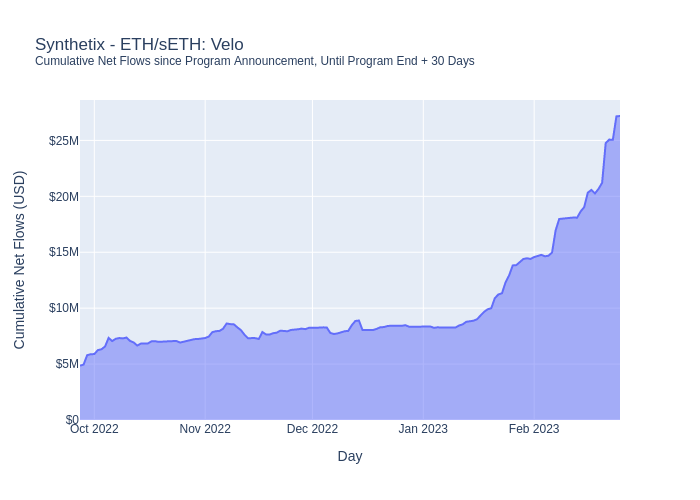 Synthetix - ETH/sETH: Velo
Cumulative Net Flows since Program Announcement, Until Program End + 30 Days
Cumulative Net Flows (USD)
$25M
$20M
$15M
$10M
$5M
$0
Oct 2022
Nov 2022
Dec 2022
Jan 2023
Feb 2023
Day